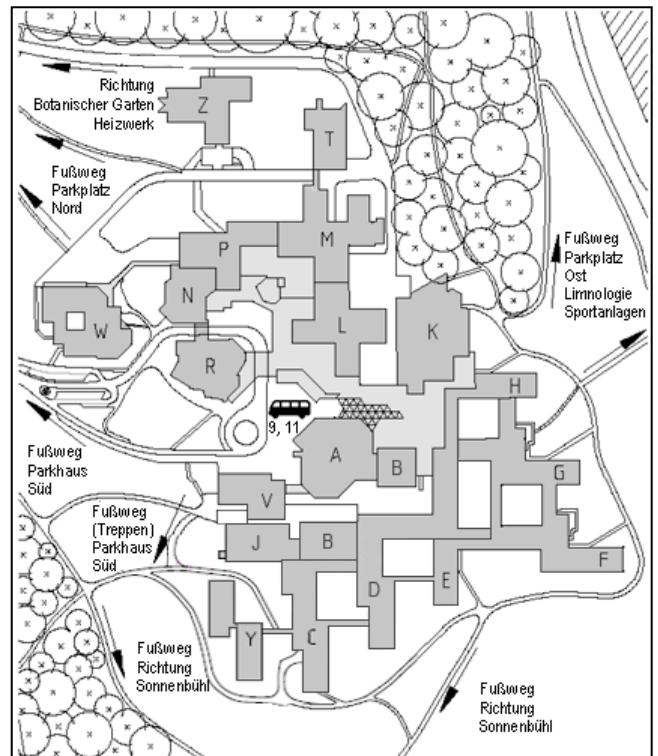 Richtung
Botanischer Garten
Heizwerk
Z
T
Fußweg
Parkplatz
Nord
P
M
Fußweg
Parkplatz
Ost
Limnologie
Sportanlagen
N
W
L
K
R
H
9, 11
A
B
Fußweg
Parkhaus
Süd
G
V
Fußweg
(Treppen)
Parkhaus
Süd
J
B
F
D
E
Y
C
Fußweg
Richtung
Sonnenbühl
Fußweg
Richtung
Sonnenbühl